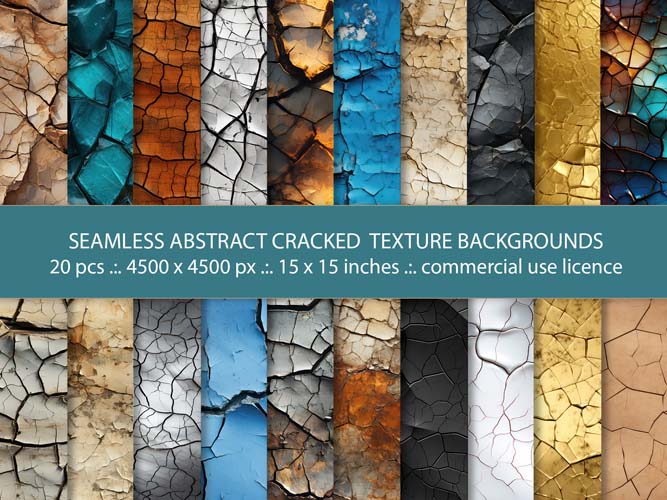 SEAMLESS ABSTRACT CRACKED  TEXTURE BACKGROUNDS
20 pcs .:. 4500 x 4500 px .:. 15 x 15 inches .:. commercial use licence